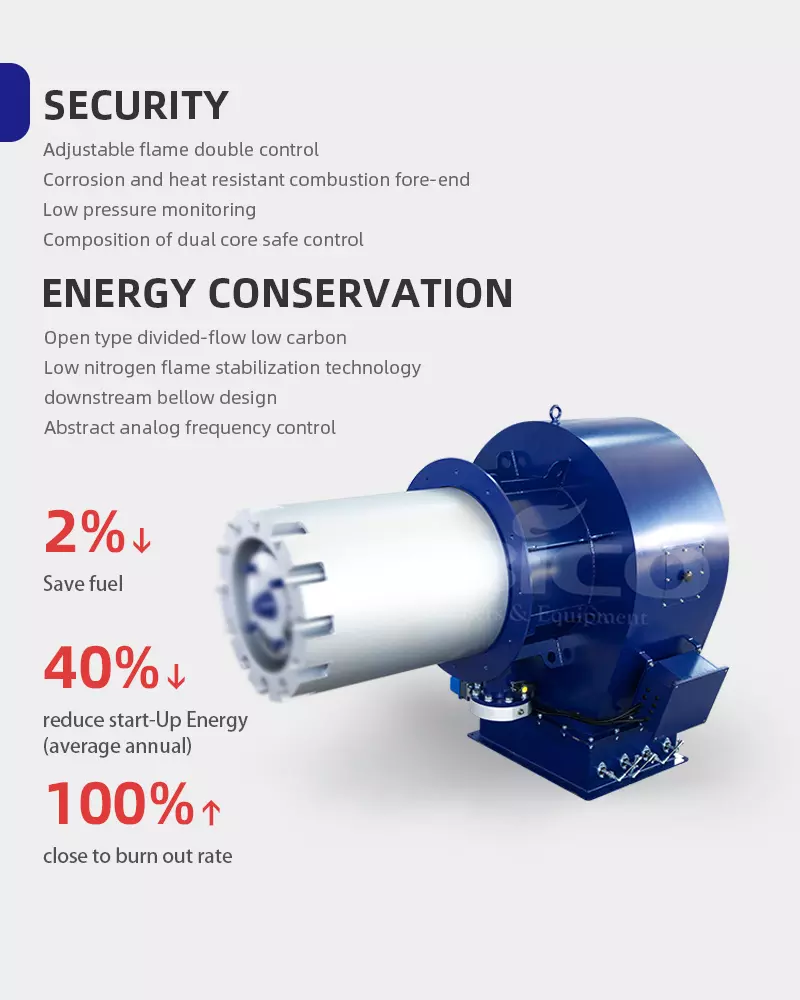 SECURITY
Adjustable flame double control
Corrosion and heat resistant combustion fore-end
Low pressure monitoring
Composition of dual core safe control
ENERGY CONSERVATION
Open type divided-flow low carbon
Low nitrogen flame stabilization technology
downstream bellow design
Abstract analog frequency control
2%↓
Save fuel
40%↓
reduce start-Up Energy
(average annual)
100%↑
close to burn out rate
& Equipment